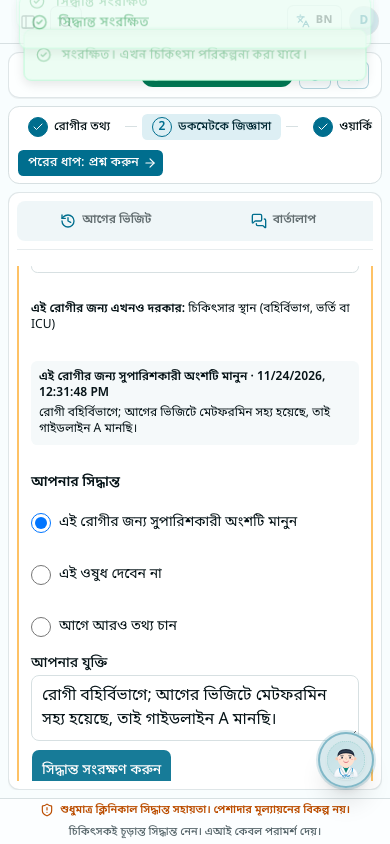 সিদ্ধান্ত সংরক্ষিত
সিদ্ধান্ত সংরক্ষিত
BN
D
সংরক্ষিত। এখন চিকিৎসা পরিকল্পনা করা যাবে।
রোগীর তথ্য
2 ডকমেটকে জিজ্ঞাসা
ওয়ার্কি
পরের ধাপ: প্রশ্ন করুন
আগের ভিজিট
বার্তালাপ
এই রোগীর জন্য এখনও দরকার: চিকিৎসার স্থান (বহির্বিভাগ, ভর্তি বা
ICU)
এই রোগীর জন্য সুপারিশকারী অংশটি মানুন · 11/24/2026,
12:31:48 PM
রোগী বহির্বিভাগে; আগের ভিজিটে মেটফরমিন সহ্য হয়েছে, তাই
গাইডলাইন A মানছি।
আপনার সিদ্ধান্ত
এই রোগীর জন্য সুপারিশকারী অংশটি মানুন
এই ওষুধ দেবেন না
আগে আরও তথ্য চান
আপনার যুক্তি
রোগী বহির্বিভাগে; আগের ভিজিটে মেটফরমিন
সহ্য হয়েছে, তাই গাইডলাইন A মানছি।
সিদ্ধান্ত সংরক্ষণ করুন
শুধুমাত্র ক্লিনিকাল সিদ্ধান্ত সহায়তা। পেশাদার মূল্যায়নের বিকল্প নয়।
চিকিৎসকই চূড়ান্ত সিদ্ধান্ত নেন। এআই কেবল পরামর্শ দেয়।